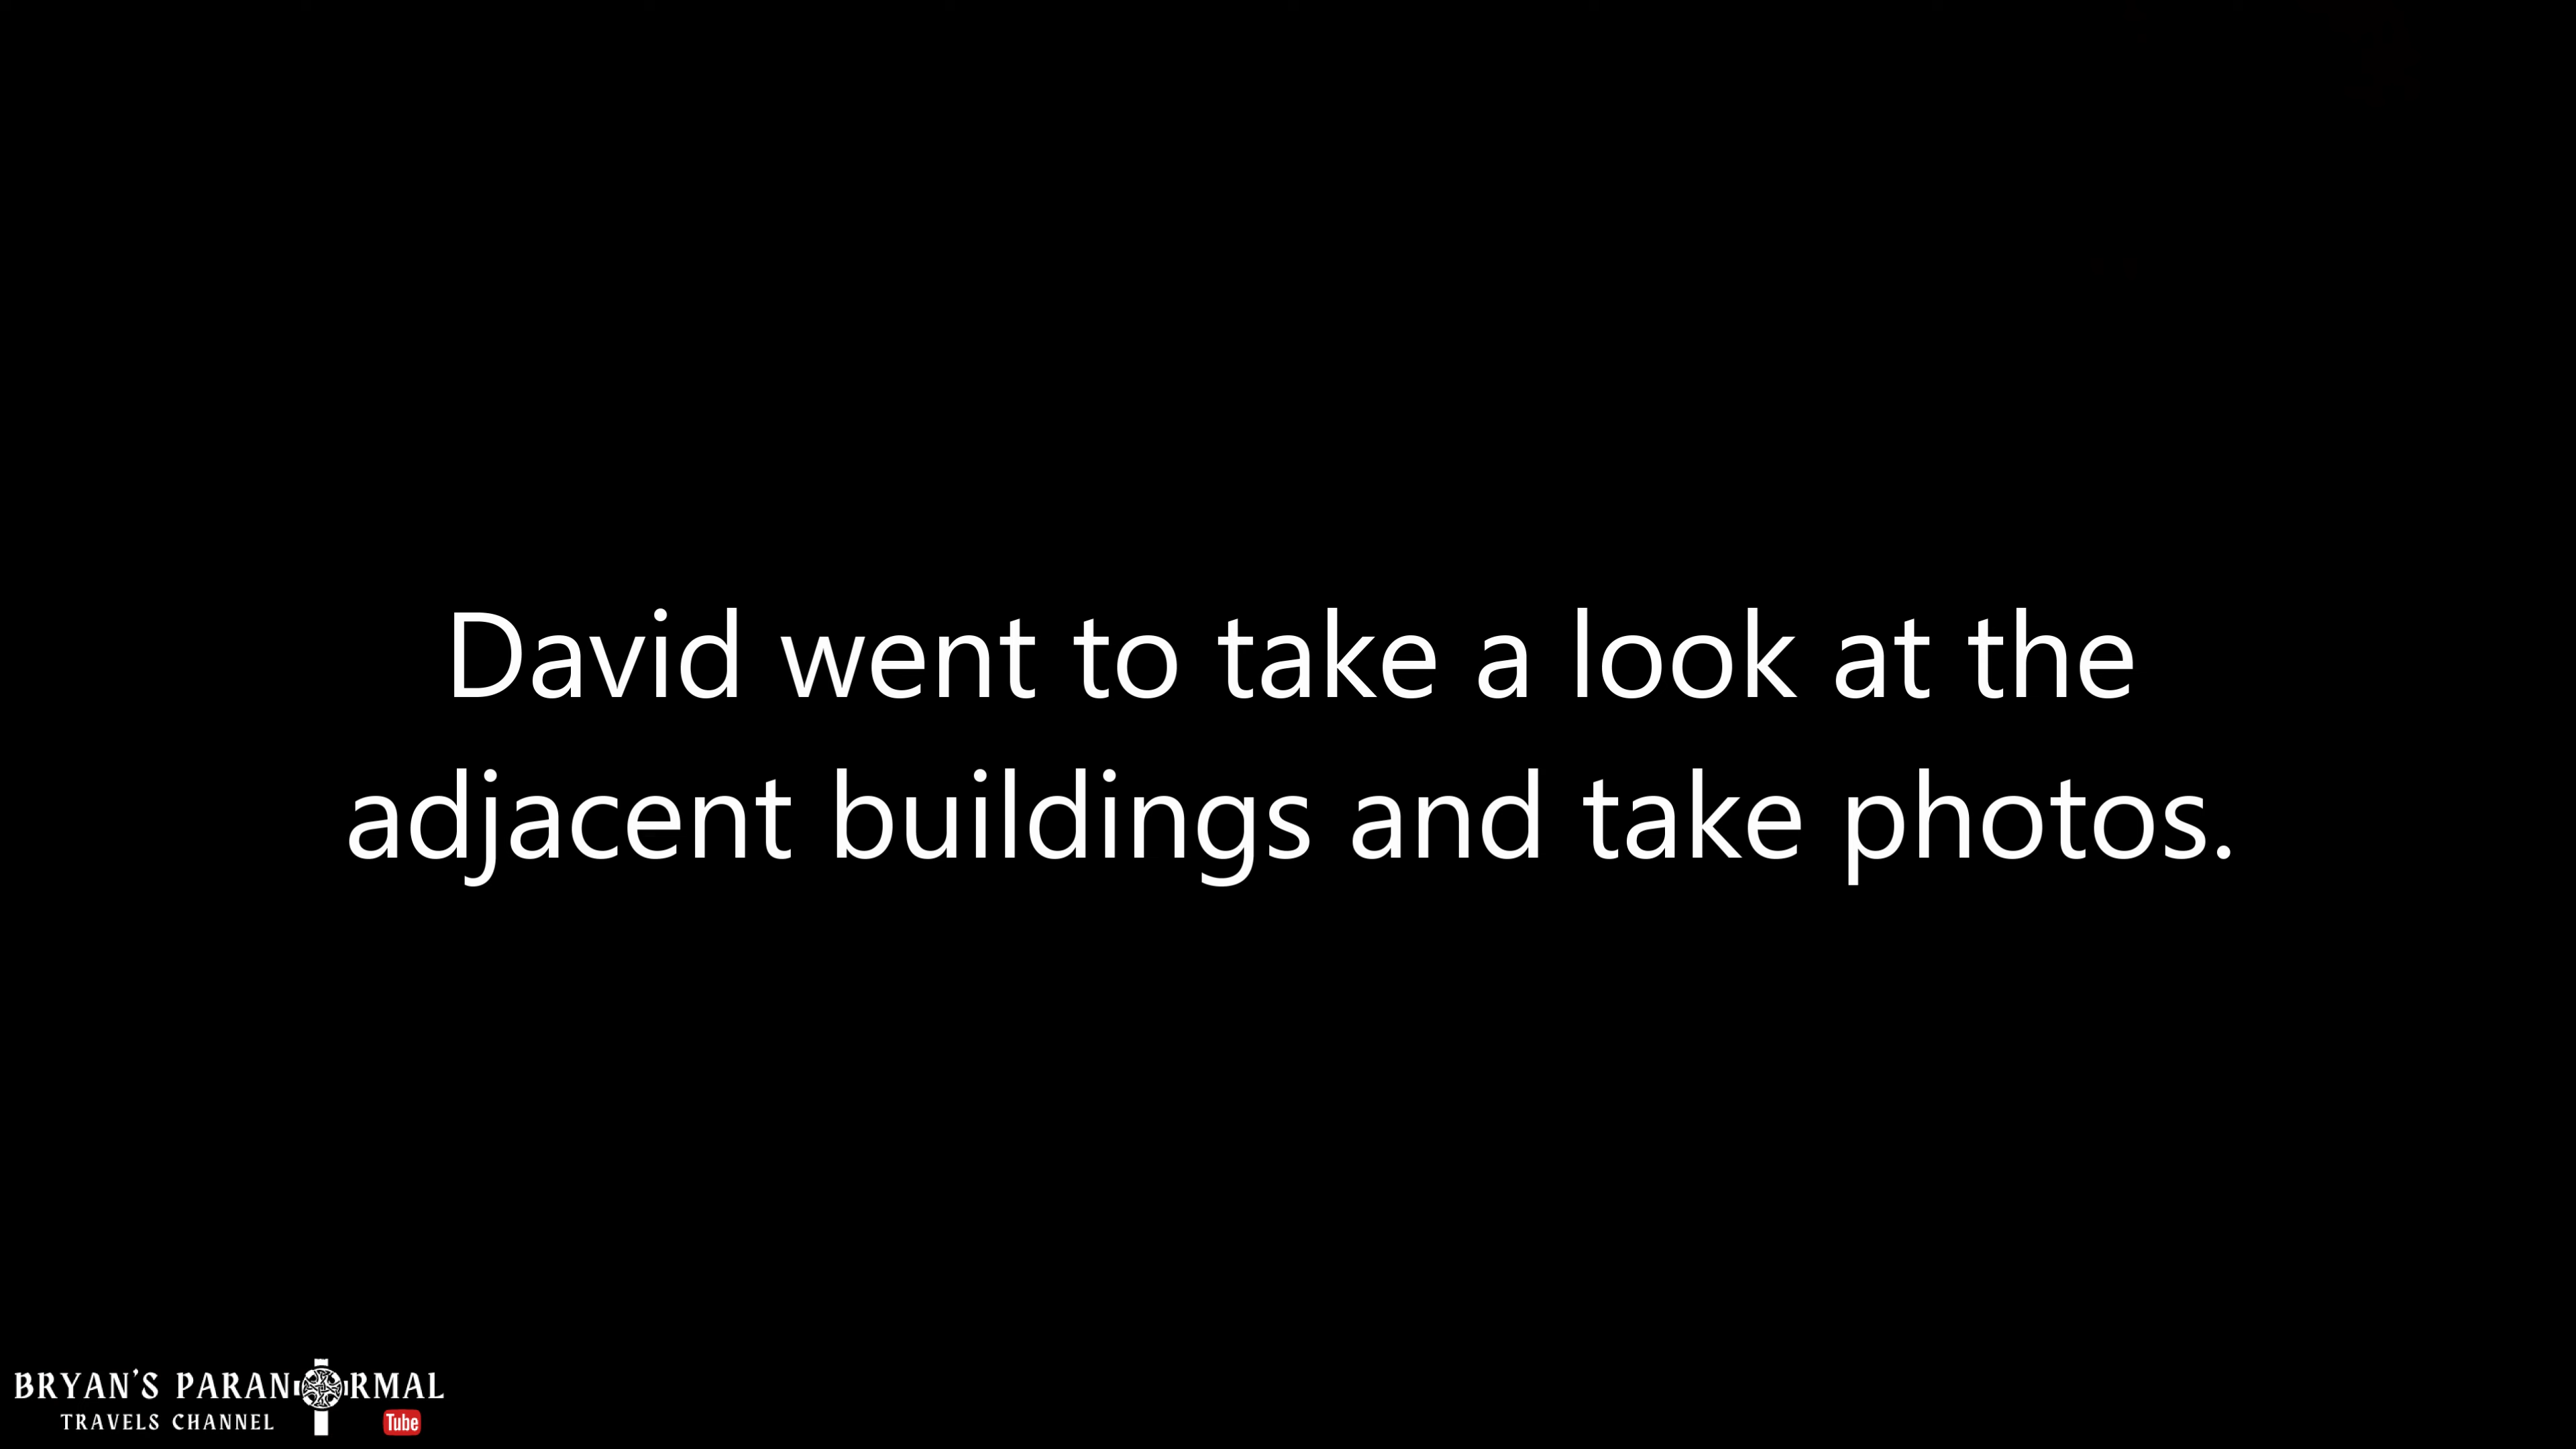 David went to take a look at the
adjacent buildings and take photos.
BRYAN'S PARANORMAL
TRAVELS CHANNEL Tube